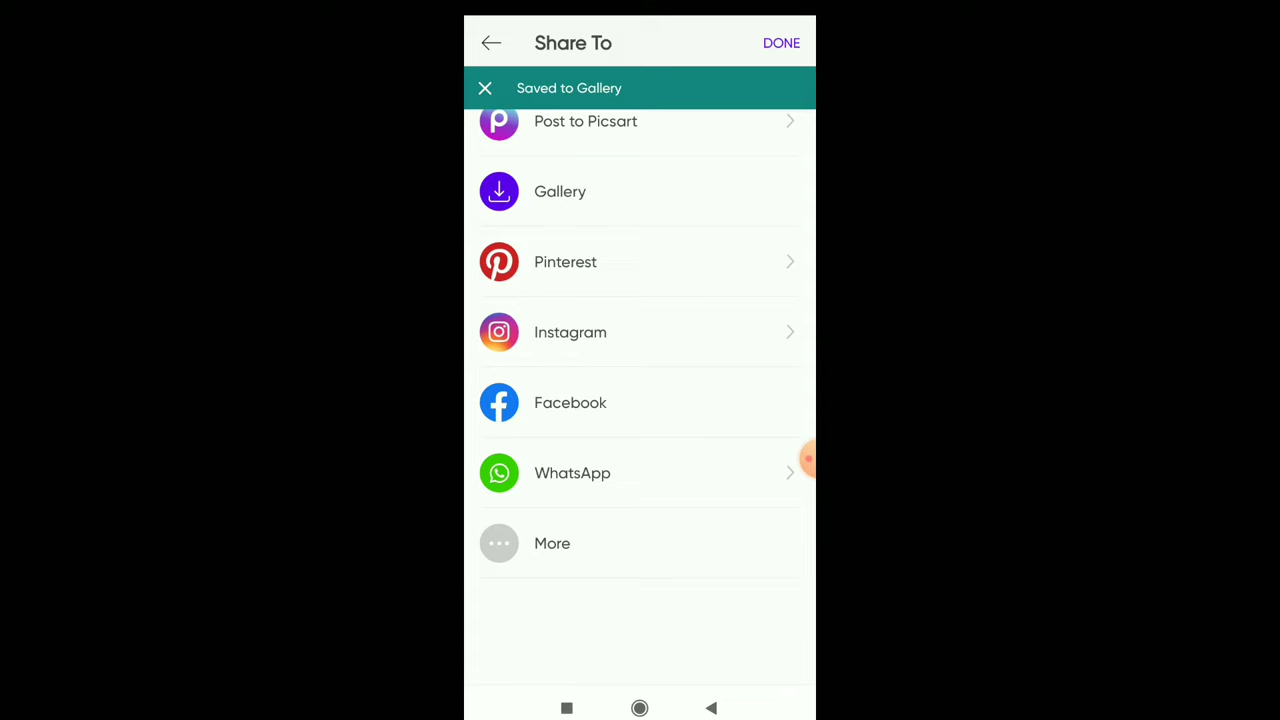 Share To
DONE
Saved to Gallery
Post to Picsart
Gallery
Pinterest
Instagram
Facebook
WhatsApp
More